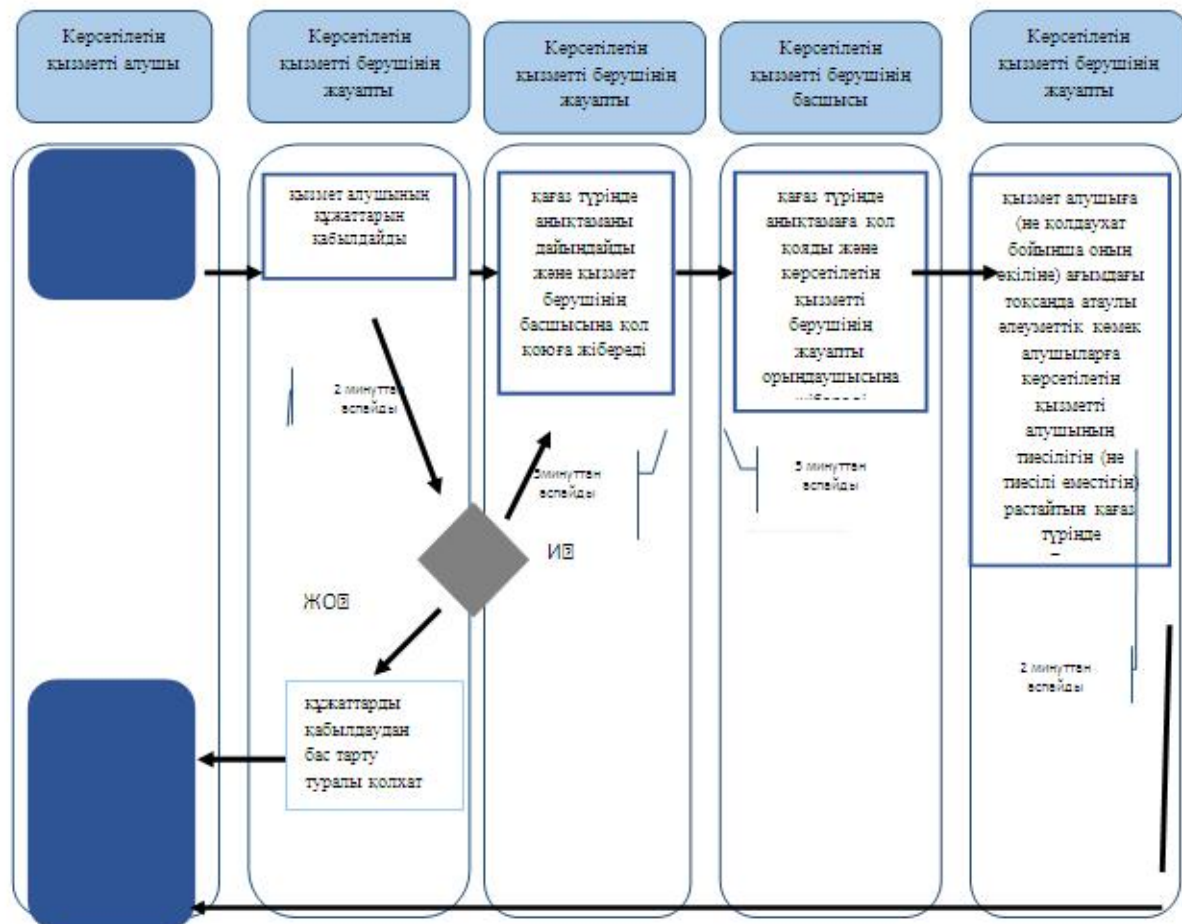 Көрсетілетін
қызметті алушы
Көрсетілетін
қызметті берушінің
жауапты
Көрсетілетін
қызметті берушінің
жауапты
Көрсетілетін
қызметті берушінің
басшысы
Көрсетілетін
қызметті берушінің
жауапты
қызмет алушының
құжаттарын
қабылдайды
2 минуттан
аспайды
ЖО
құжаттарды
қабылдаудан
бас тарту
туралы қолхат
қағаз түрінде
анықтаманы
дайындайды
және қызмет
берушінің
басшысына қол
қоюға жібереді
5минуттан
аспайды
И
қағаз түрінде
анықтамаға қол
қояды және
көрсетілетін
қызметті
берушінің
жауапты
орындаушысына
жібереді
5 минуттан
аспайды
қызмет алушыға
(не қолдаухат
бойынша оның
өкіліне) ағымдағы
тоқсанда атаулы
әлеуметтік көмек
алушыларға
көрсетілетін
қызметті
алушының
тиесілігін (не
тиесілі еместігін)
растайтын қағаз
түрінде
2 минуттан
аспайды